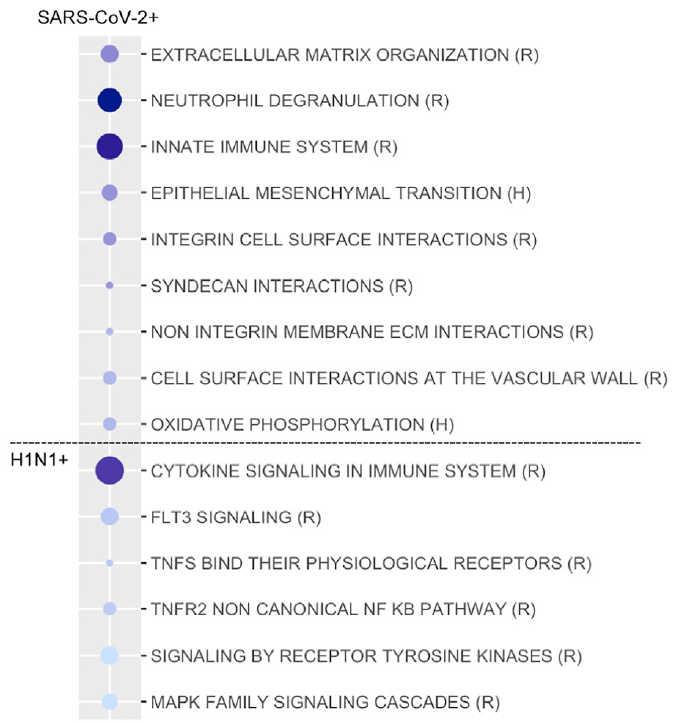 SARS-CoV-2+
EXTRACELLULAR MATRIX ORGANIZATION (R)
NEUTROPHIL DEGRANULATION (R)
INNATE IMMUNE SYSTEM (R)
EPITHELIAL MESENCHYMAL TRANSITION (H)
INTEGRIN CELL SURFACE INTERACTIONS (R)
SYNDECAN INTERACTIONS (R)
NON INTEGRIN MEMBRANE ECM INTERACTIONS (R)
CELL SURFACE INTERACTIONS AT THE VASCULAR WALL (R)
OXIDATIVE PHOSPHORYLATION (H)
H1N1+
CYTOKINE SIGNALING IN IMMUNE SYSTEM (R)
FLT3 SIGNALING (R)
TNFS BIND THEIR PHYSIOLOGICAL RECEPTORS (R)
TNFR2 NON CANONICAL NF KB PATHWAY (R)
SIGNALING BY RECEPTOR TYROSINE KINASES (R)
MAPK FAMILY SIGNALING CASCADES (R)